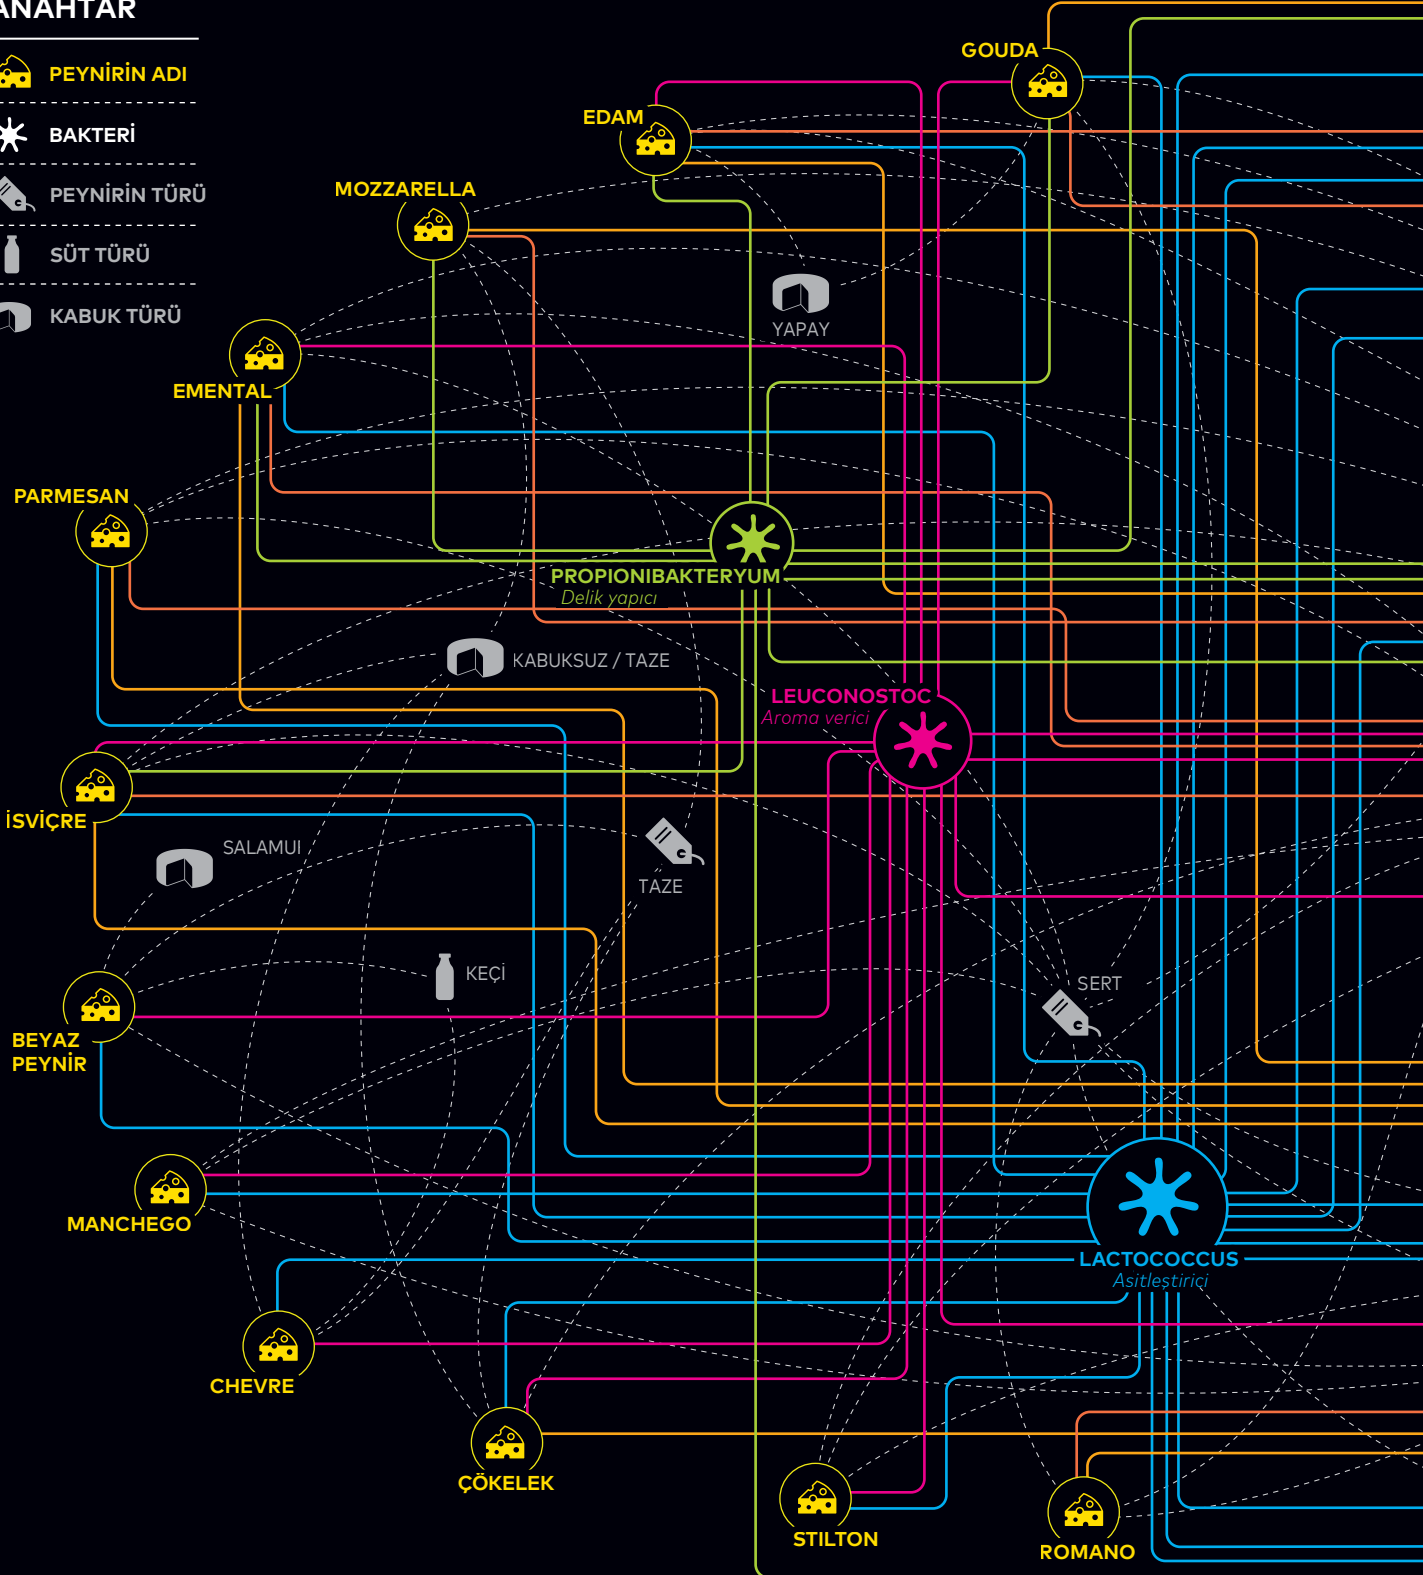 ANAHTAR
PEYNİRİN ADI
BAKTERİ
PEYNİRİN TÜRÜ
SÜT TÜRÜ
KABUK TÜRÜ
GOUDA
EDAM
MOZZARELLA
YAPAY
EMENTAL
PARMESAN
PROPIONIBAKTERYUM
Delik yapıcı
KABUKSUZ / TAZE
LEUCONOSTOC
Aroma verici
İSVİÇRE
SALAMUI
TAZE
KEÇİ
SERT
BEYAZ
PEYNİR
MANCHEGO
LACTOCOCCUS
Asitleştirici
CHEVRE
ÇÖKELEK
STILTON
ROMANO